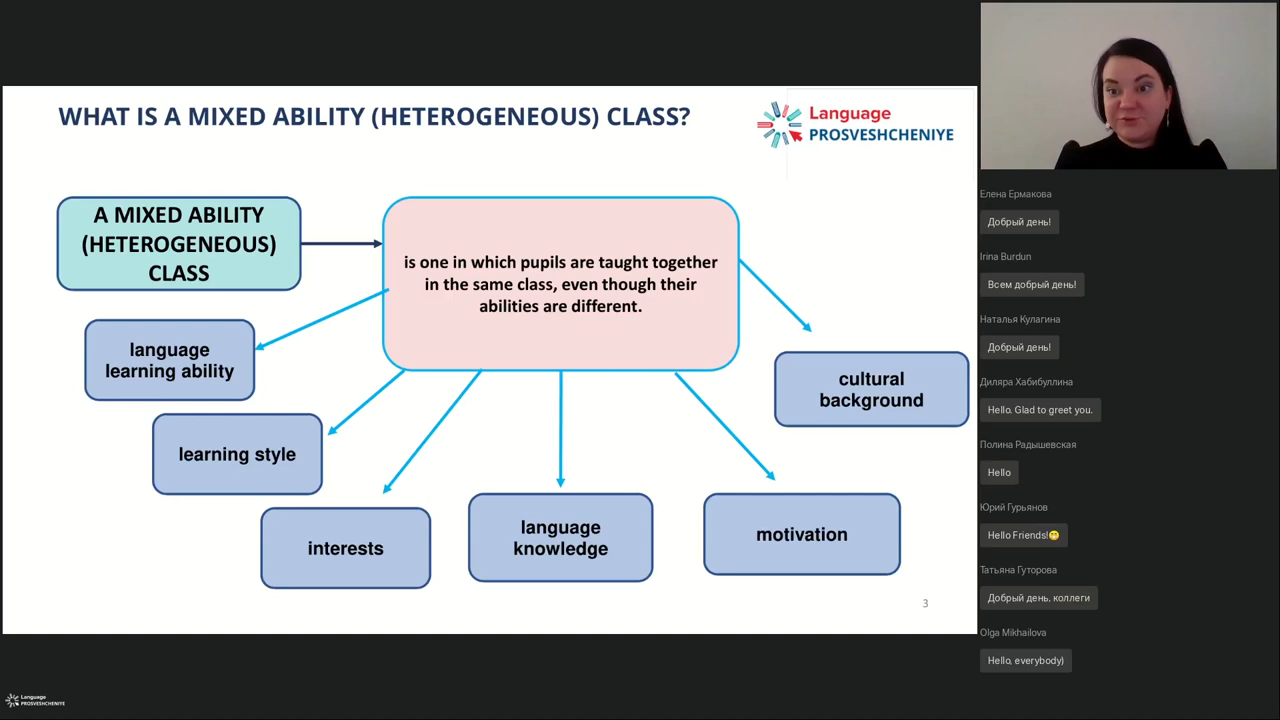 WHAT IS A MIXED ABILITY (HETEROGENEOUS) CLASS?
Language
PROSVESHCHENIYE
A MIXED ABILITY
(HETEROGENEOUS)
CLASS
is one in which pupils are taught together
in the same class, even though their
abilities are different.
language
learning ability
learning style
interests
language
knowledge
motivation
cultural
background
3
Елена Ермакова
Добрый день!
Irina Burdun
Всем добрый день!
Наталья Кулагина
Добрый день!
Диляра Хабибуллина
Hello. Glad to greet you.
Полина Радышевская
Hello
Юрий Гурьянов
Hello Friends!🤭
Татьяна Гуторова
Добрый день, коллеги
Olga Mikhailova
Hello, everybody)
Language
PROSVESHCHENIYE